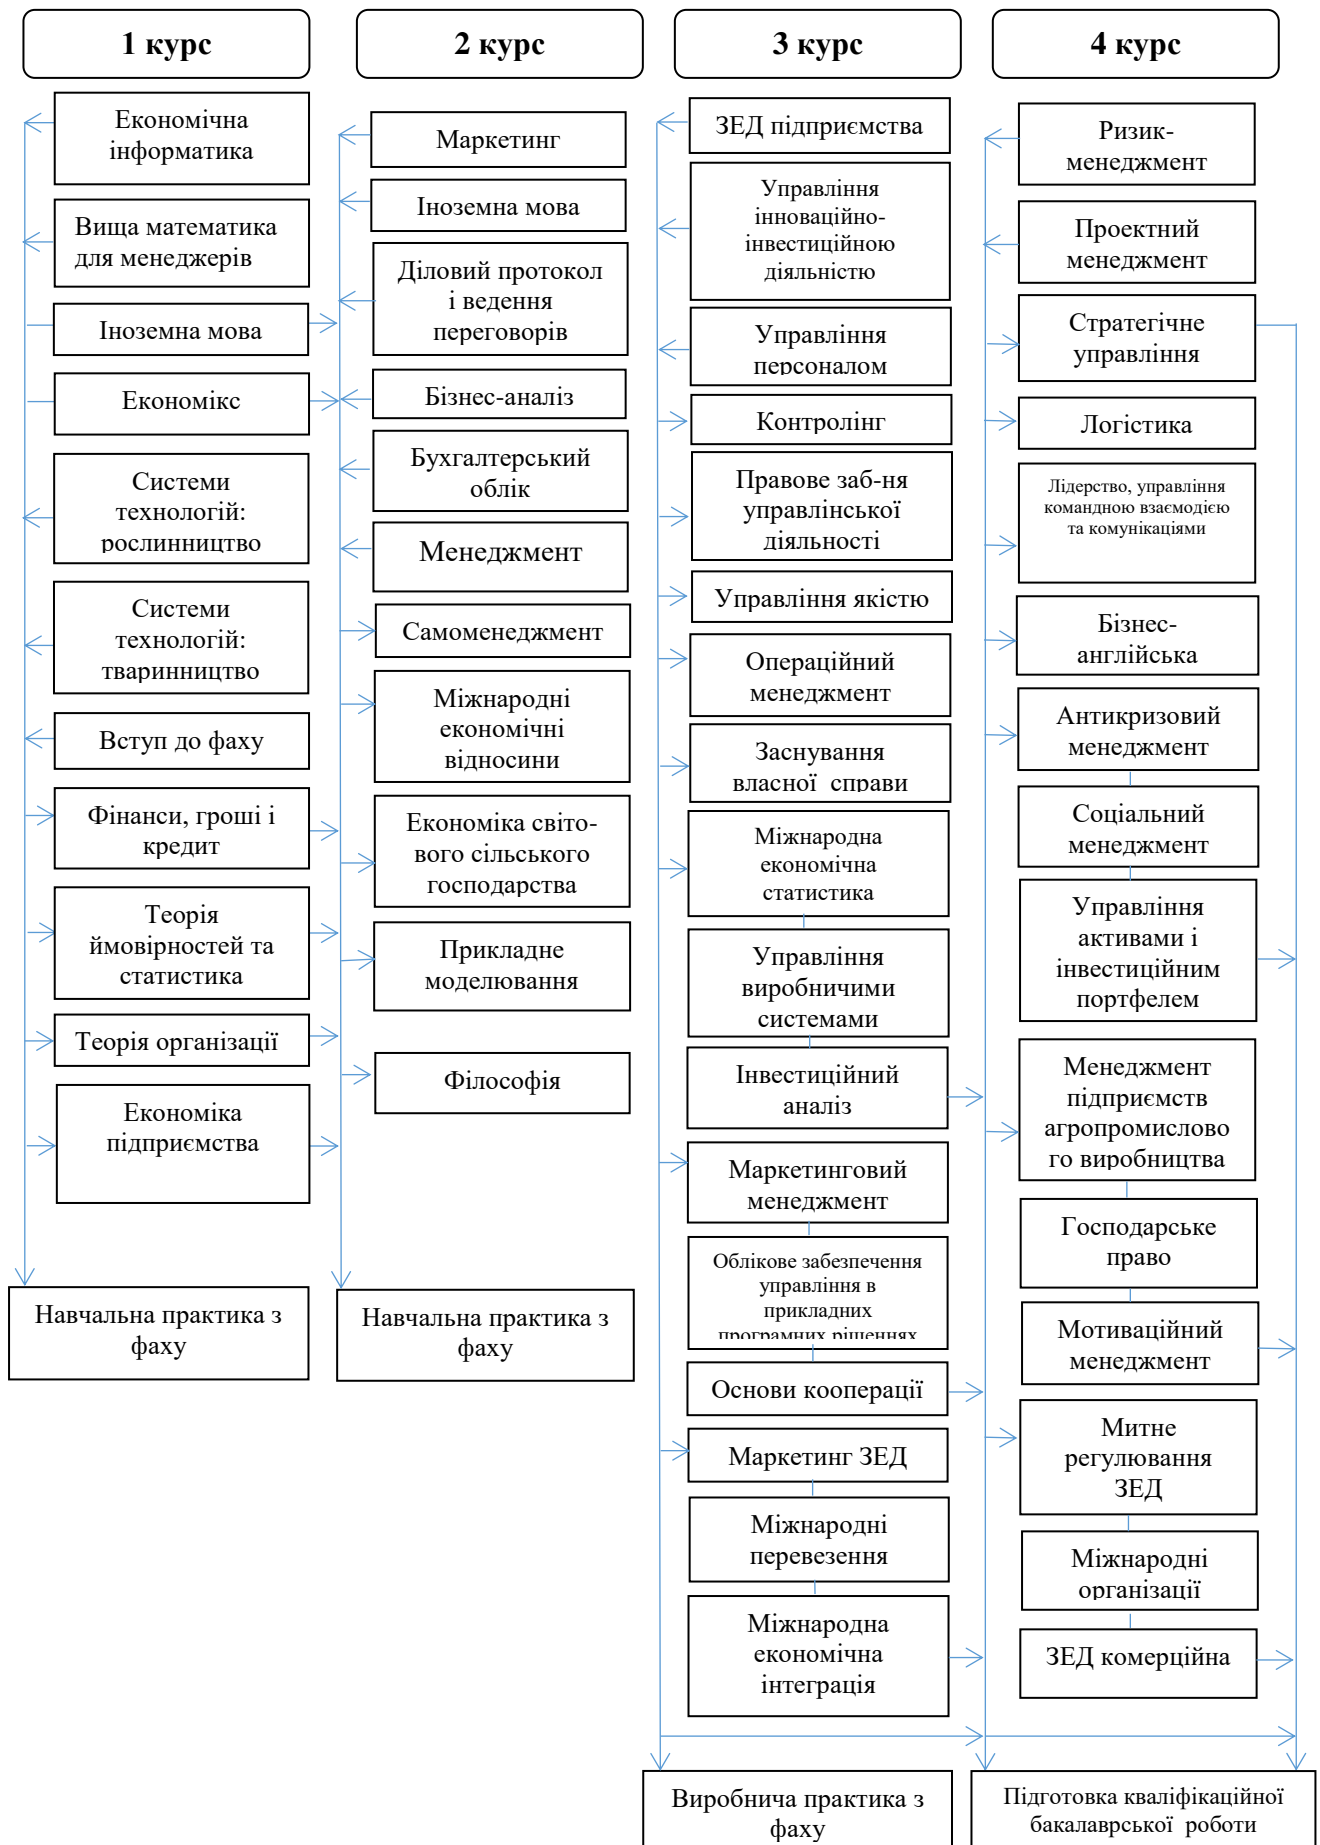 1 курс
2 курс
3 курс
4 курс
Економічна
інформатика
Вища математика
для менеджерів
Іноземна мова
Економікс
Системи
технологій:
рослинництво
Системи
технологій:
тваринництво
Вступ до фаху
Фінанси, гроші і
кредит
Теорія
ймовірностей та
статистика
Теорія організації
Економіка
підприємства
Навчальна практика з
фаху
Маркетинг
Іноземна мова
Діловий протокол
і ведення
переговорів
Бізнес-аналіз
Бухгалтерський
облік
Менеджмент
Самоменеджмент
Міжнародні
економічні
відносини
Економіка світо-
вого сільського
господарства
Прикладне
моделювання
Філософія
Навчальна практика з
фаху
ЗЕД підприємства
Управління
інноваційно-
інвестиційною
діяльністю
Управління
персоналом
Контролінг
Правове заб-ня
управлінської
діяльності
Управління якістю
Операційний
менеджмент
Заснування
власної справи
Міжнародна
економічна
статистика
Управління
виробничими
системами
Інвестиційний
аналіз
Маркетинговий
менеджмент
Облікове забезпечення
управління в
прикладних
програмних рішеннях
Основи кооперації
Маркетинг ЗЕД
Міжнародні
перевезення
Міжнародна
економічна
інтеграція
Виробнича практика з
фаху
Ризик-
менеджмент
Проектний
менеджмент
Стратегічне
управління
Логістика
Лідерство, управління
командною взаємодією
та комунікаціями
Бізнес-
англійська
Антикризовий
менеджмент
Соціальний
менеджмент
Управління
активами і
інвестиційним
портфелем
Менеджмент
підприємств
агропромислово
го виробництва
Господарське
право
Мотиваційний
менеджмент
Митне
регулювання
ЗЕД
Міжнародні
організації
ЗЕД комерційна
Підготовка кваліфікаційної
бакалаврської роботи